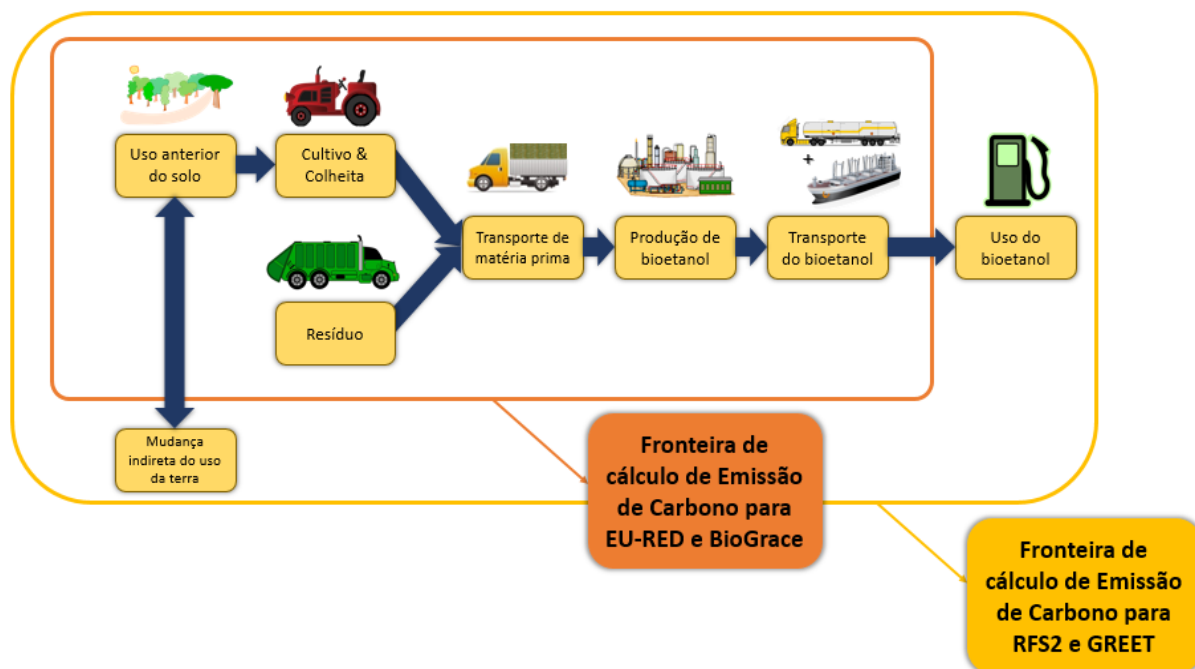 +
Uso anterior
do solo
Cultivo &
Colheita
Transporte de
matéria prima
Produção de
bioetanol
Transporte
do bioetanol
Uso do
bioetanol
Resíduo
Mudança
indireta do uso
da terra
Fronteira de
cálculo de Emissão
de Carbono para
EU-RED e BioGrace
Fronteira de
cálculo de Emissão
de Carbono para
RFS2 e GREET